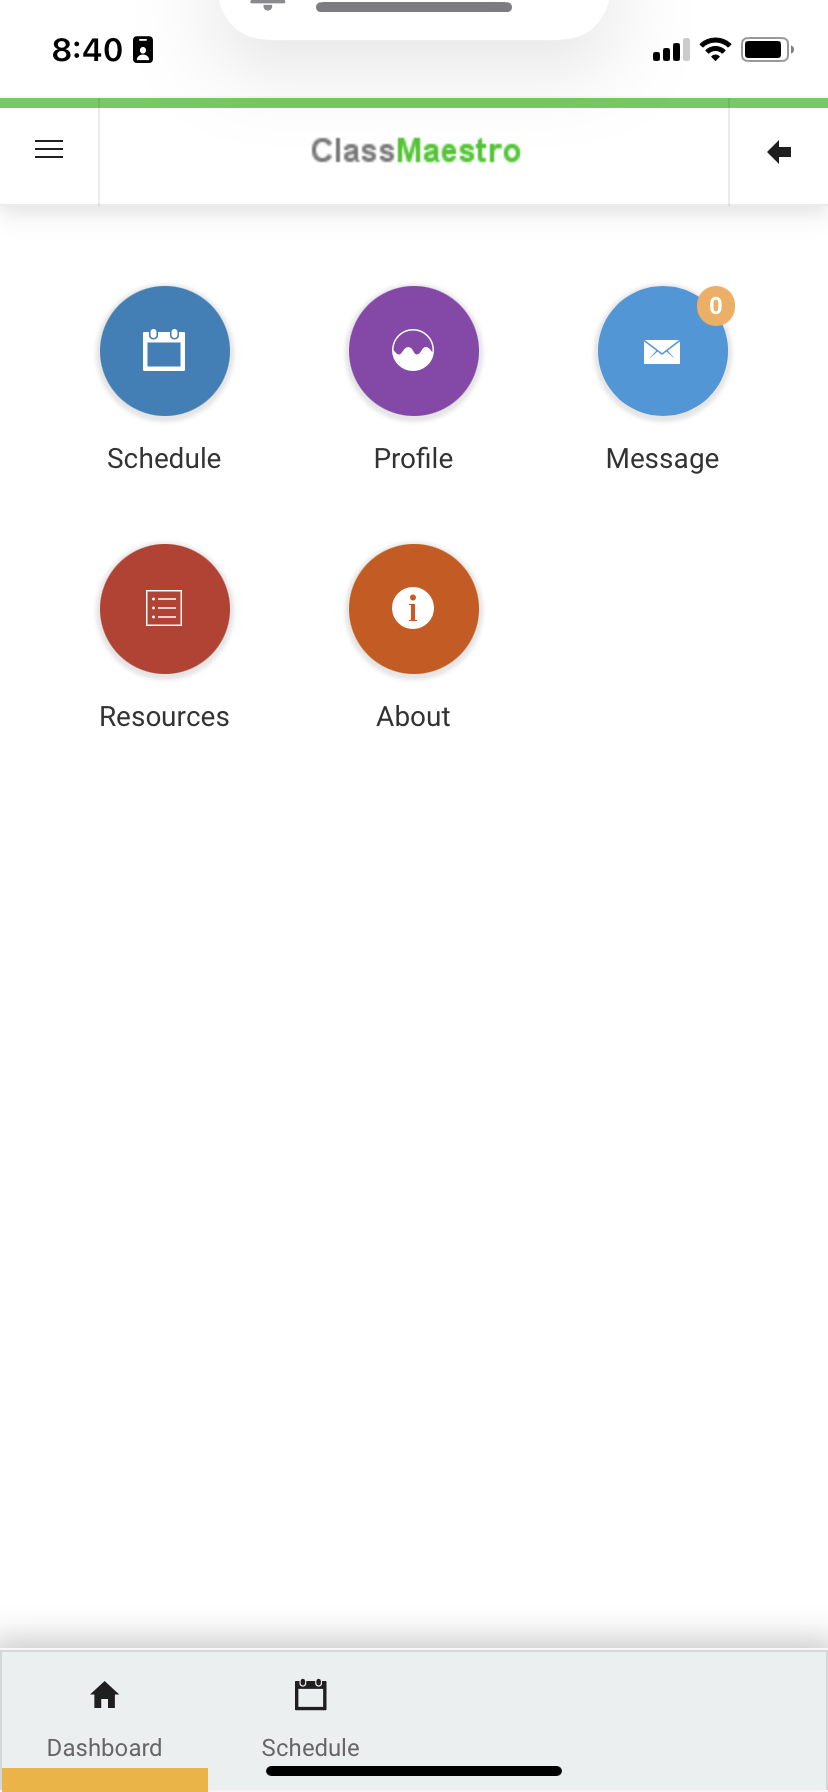 8:40
ClassMaestro
0
Schedule Profile Message
Resources About
Dashboard Schedule